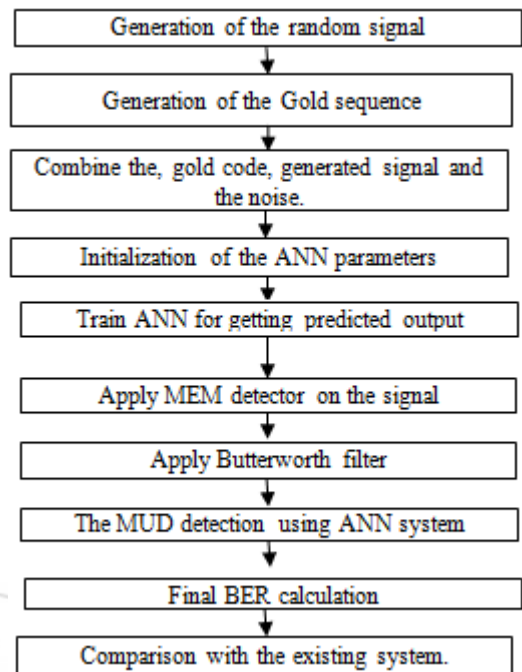 Generation of the random signal
Generation of the Gold sequence
Combine the, gold code, generated signal and
the noise.
Initialization of the ANN parameters
Train ANN for getting predicted output
Apply MEM detector on the signal
Apply Butterworth filter
The MUD detection using ANN system
Final BER calculation
Comparison with the existing system.